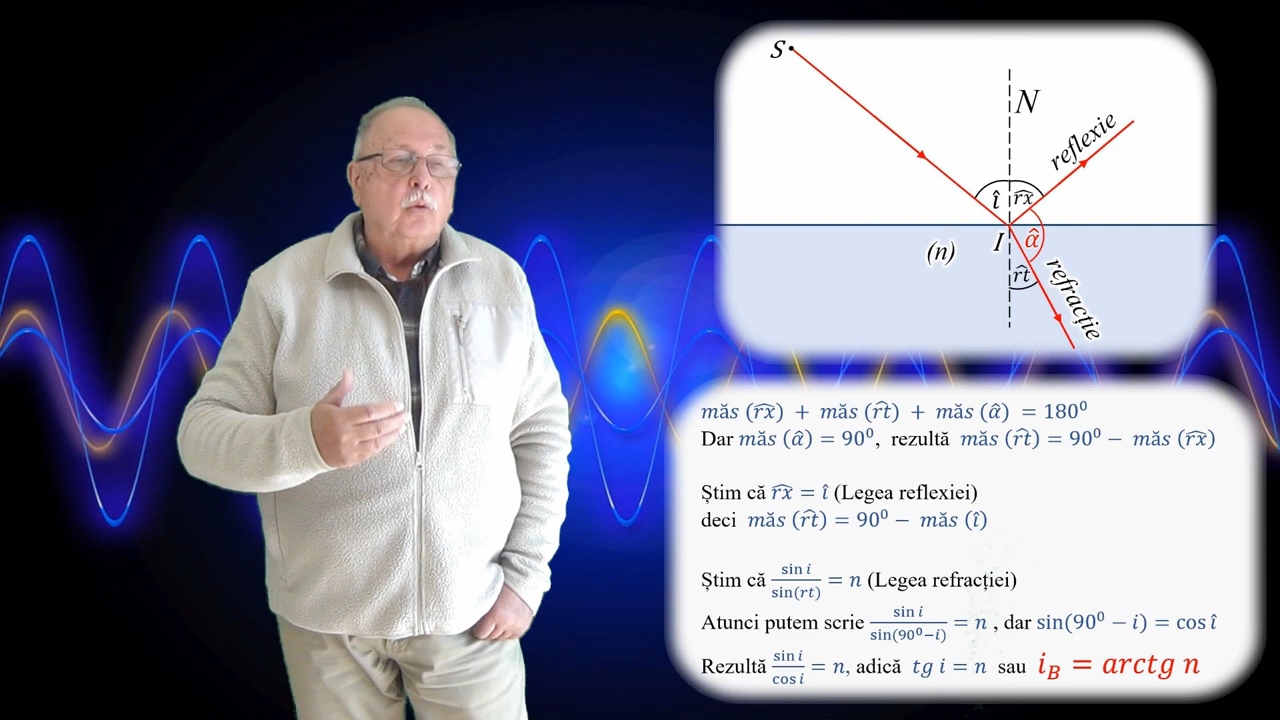 S
N
reflexie
î r͡x
I α̂
(n)
r͡t
refracție
măs (r͡x) + măs (r͡t) + măs (α̂) = 180⁰
Dar măs (α̂) = 90⁰, rezultă măs (r͡t) = 90⁰ − măs (r͡x)
Știm că r͡x = î (Legea reflexiei)
deci măs (r͡t) = 90⁰ − măs (î)
Știm că sin i / sin(rt) = n (Legea refracției)
Atunci putem scrie sin i / sin(90⁰−i) = n , dar sin(90⁰ − i) = cos î
Rezultă sin i / cos i = n, adică tg i = n sau i_B = arctg n